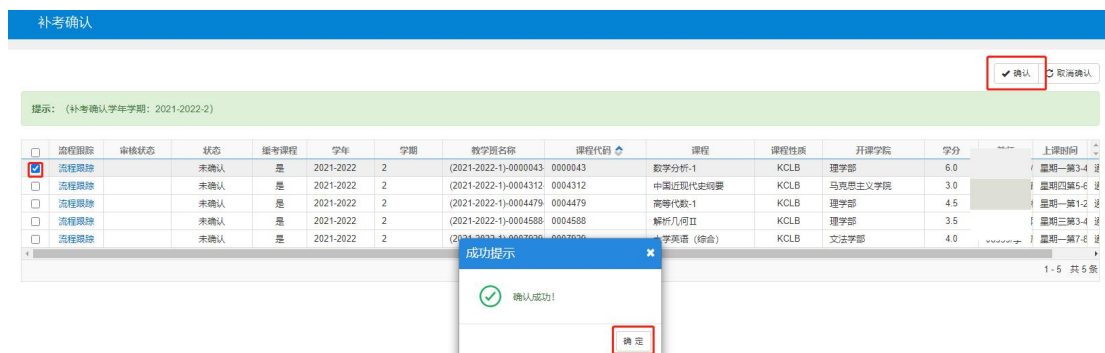 补考确认
确认 取消确认
提示：（补考确认学年学期：2021-2022-2）
流程跟踪 审核状态 状态 缓考课程 学年 学期 教学班名称 课程代码 课程 课程性质 开课学院 学分 上课时间
流程跟踪 未确认 是 2021-2022 2 (2021-2022-1)-0000043- 0000043 数学分析-1 KCLB 理学部 6.0 星期一第3-4
流程跟踪 未确认 是 2021-2022 2 (2021-2022-1)-0004312- 0004312 中国近现代史纲要 KCLB 马克思主义学院 3.0 星期四第5-6
流程跟踪 未确认 是 2021-2022 2 (2021-2022-1)-0004479- 0004479 高等代数-1 KCLB 理学部 4.5 星期一第1-2
流程跟踪 未确认 是 2021-2022 2 (2021-2022-1)-0004588- 0004588 解析几何II KCLB 理学部 3.5 星期三第3-4
流程跟踪 未确认 是 2021-2022 2 学英语（综合） KCLB 文法学部 4.0 星期一第7-8
1 - 5 共 5 条
成功提示
确认成功！
确 定